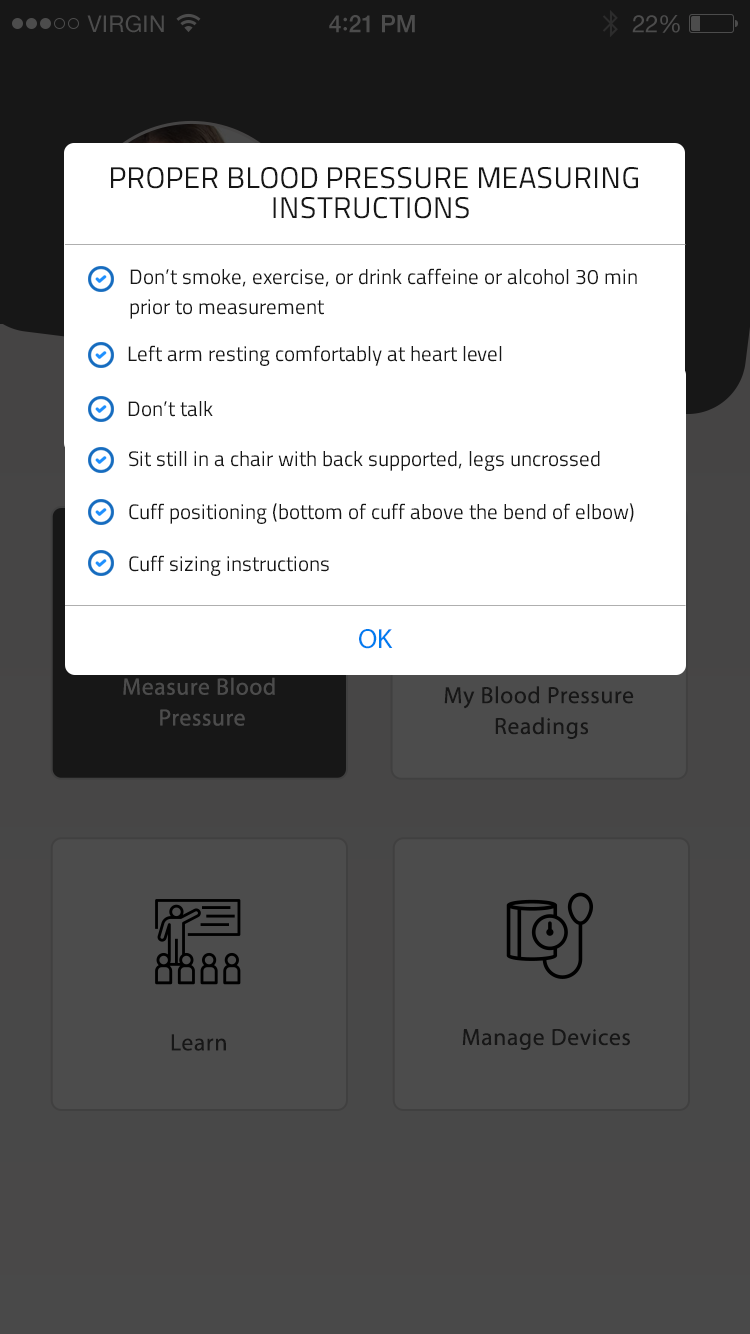 VIRGIN 4:21 PM 22%
PROPER BLOOD PRESSURE MEASURING
INSTRUCTIONS
Don’t smoke, exercise, or drink caffeine or alcohol 30 min
prior to measurement
Left arm resting comfortably at heart level
Don’t talk
Sit still in a chair with back supported, legs uncrossed
Cuff positioning (bottom of cuff above the bend of elbow)
Cuff sizing instructions
OK
Measure Blood
Pressure
My Blood Pressure
Readings
Learn
Manage Devices